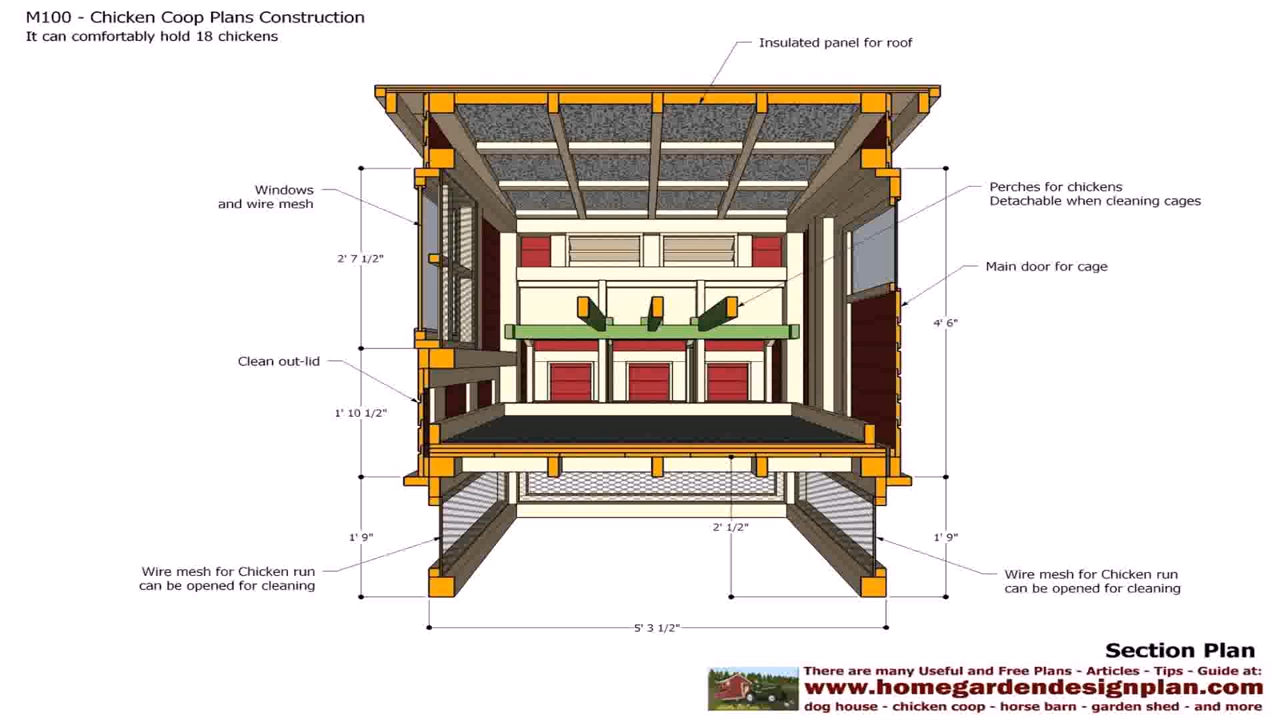 M100 - Chicken Coop Plans Construction
It can comfortably hold 18 chickens
Insulated panel for roof
Windows
and wire mesh
Perches for chickens
Detachable when cleaning cages
2' 7 1/2"
Main door for cage
4' 6"
Clean out-lid
1' 10 1/2"
2' 1/2"
1' 9"
1' 9"
Wire mesh for Chicken run
can be opened for cleaning
Wire mesh for Chicken run
can be opened for cleaning
5' 3 1/2"
Section Plan
There are many Useful and Free Plans - Articles - Tips - Guide at:
www.homegardendesignplan.com
dog house - chicken coop - horse barn - garden shed - and more